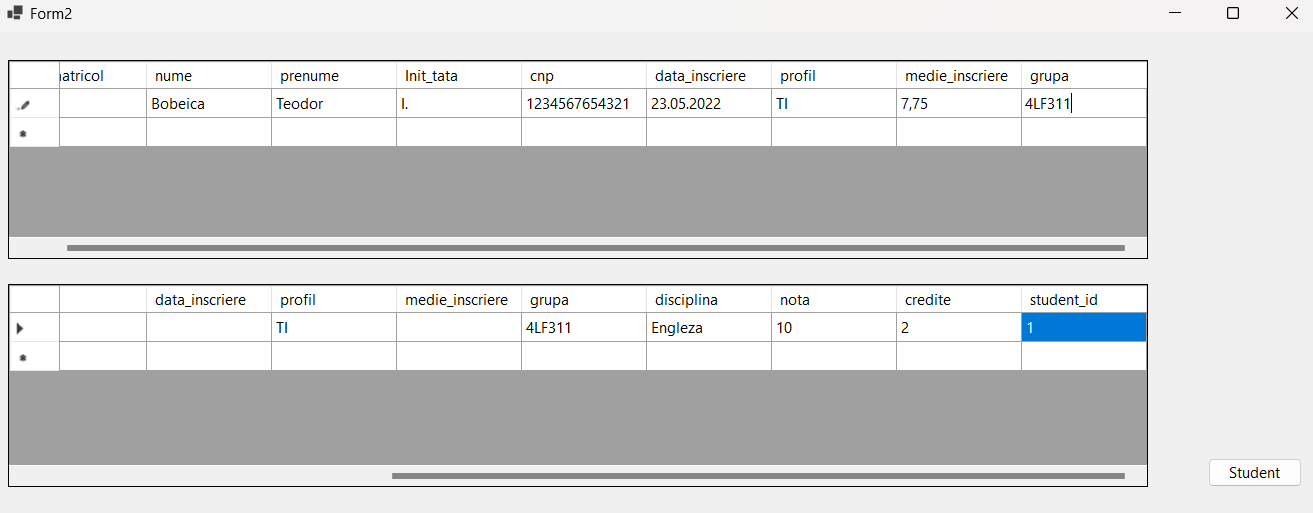 Form2
atricol nume prenume Init_tata cnp data_inscriere profil medie_inscriere grupa
Bobeica Teodor I. 1234567654321 23.05.2022 TI 7,75 4LF311
data_inscriere profil medie_inscriere grupa disciplina nota credite student_id
TI 4LF311 Engleza 10 2 1
Student